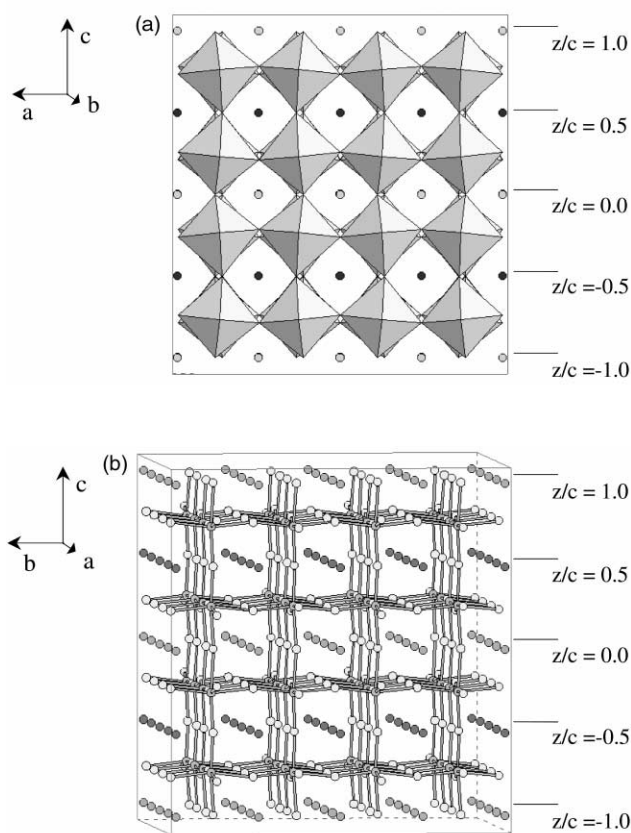 (a)
c
a
b
z/c = 1.0
z/c = 0.5
z/c = 0.0
z/c =-0.5
z/c =-1.0
(b)
c
b
a
z/c = 1.0
z/c = 0.5
z/c = 0.0
z/c =-0.5
z/c =-1.0